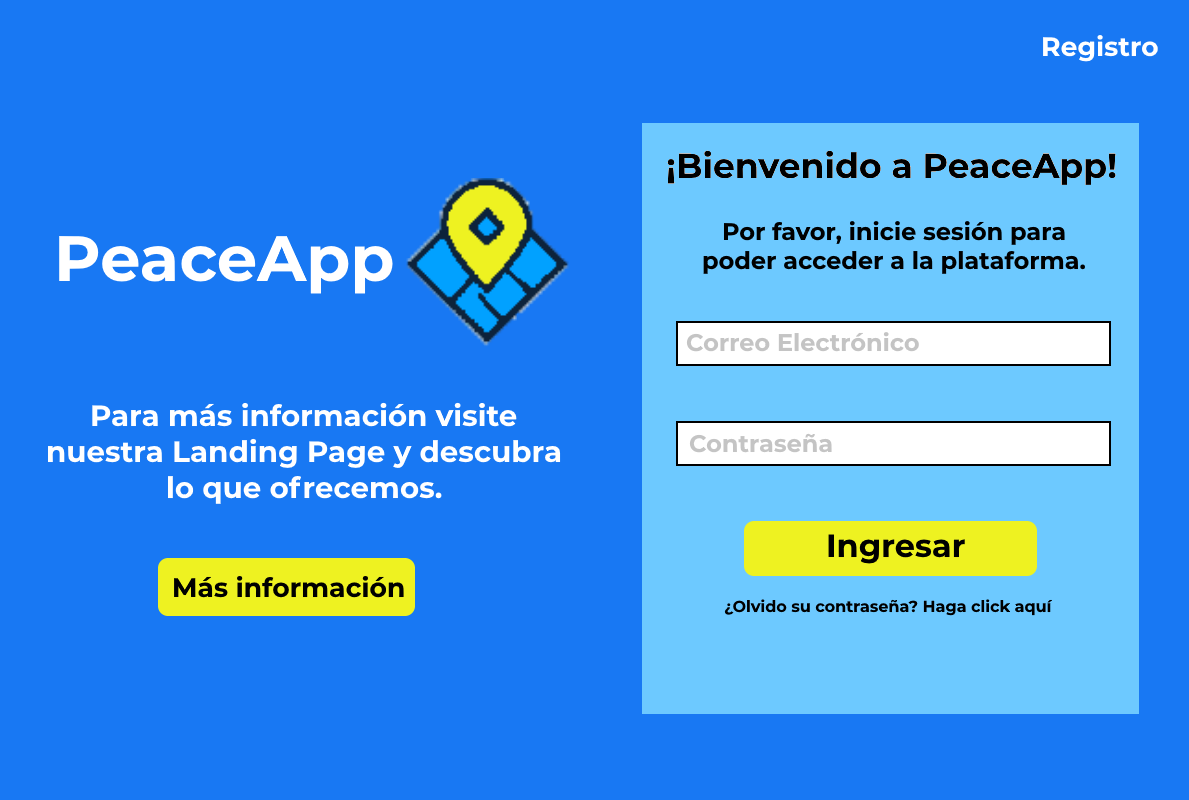 Registro
PeaceApp
Para más información visite
nuestra Landing Page y descubra
lo que ofrecemos.
Más información
¡Bienvenido a PeaceApp!
Por favor, inicie sesión para
poder acceder a la plataforma.
Correo Electrónico
Contraseña
Ingresar
¿Olvido su contraseña? Haga click aquí